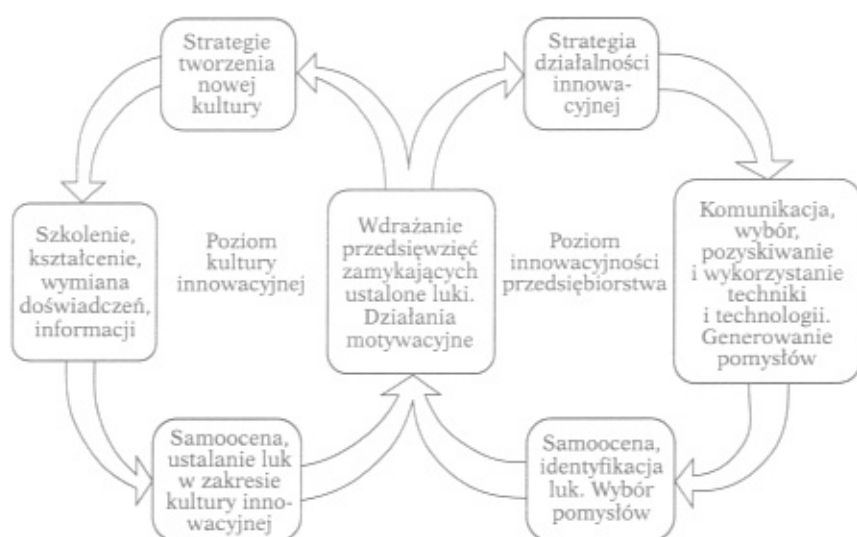 Strategie
tworzenia
nowej
kultury
Strategia
działalności
innowa-
cyjnej
Szkolenie,
kształcenie,
wymiana
doświadczeń,
informacji
Poziom
kultury
innowacyjnej
Wdrażanie
przedsięwzięć
zamykających
ustalone luki.
Działania
motywacyjne
Poziom
innowacyjności
przedsiębiorstwa
Komunikacja,
wybór,
pozyskiwanie
i wykorzystanie
techniki
i technologii.
Generowanie
pomysłów
Samoocena,
ustalanie luk
w zakresie
kultury inno-
wacyjnej
Samoocena,
identyfikacja
luk. Wybór
pomysłów